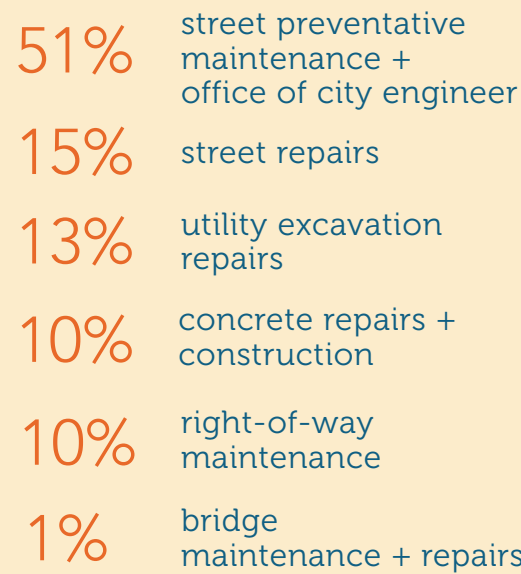 51% street preventative
maintenance +
office of city engineer
15% street repairs
13% utility excavation
repairs
10% concrete repairs +
construction
10% right-of-way
maintenance
1% bridge
maintenance + repairs